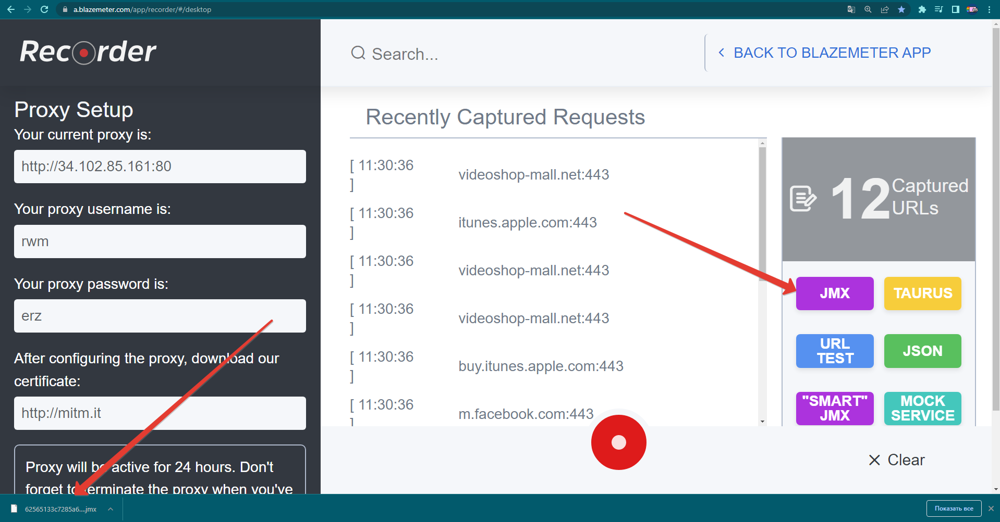 a.blazemeter.com/app/recorder/#/desktop
Recorder
Search...
BACK TO BLAZEMETER APP
Proxy Setup
Your current proxy is:
http://34.102.85.161:80
Your proxy username is:
rwm
Your proxy password is:
erz
After configuring the proxy, download our
certificate:
http://mitm.it
Proxy will be active for 24 hours. Don't
forget to terminate the proxy when you've
Recently Captured Requests
[ 11:30:36
]
videoshop-mall.net:443
[ 11:30:36
]
itunes.apple.com:443
[ 11:30:36
]
videoshop-mall.net:443
[ 11:30:36
]
videoshop-mall.net:443
[ 11:30:36
]
buy.itunes.apple.com:443
[ 11:30:36
]
m.facebook.com:443
12
Captured
URLs
JMX
TAURUS
URL
TEST
JSON
"SMART"
JMX
MOCK
SERVICE
Clear
62565133c7285a6....jmx
Показать все